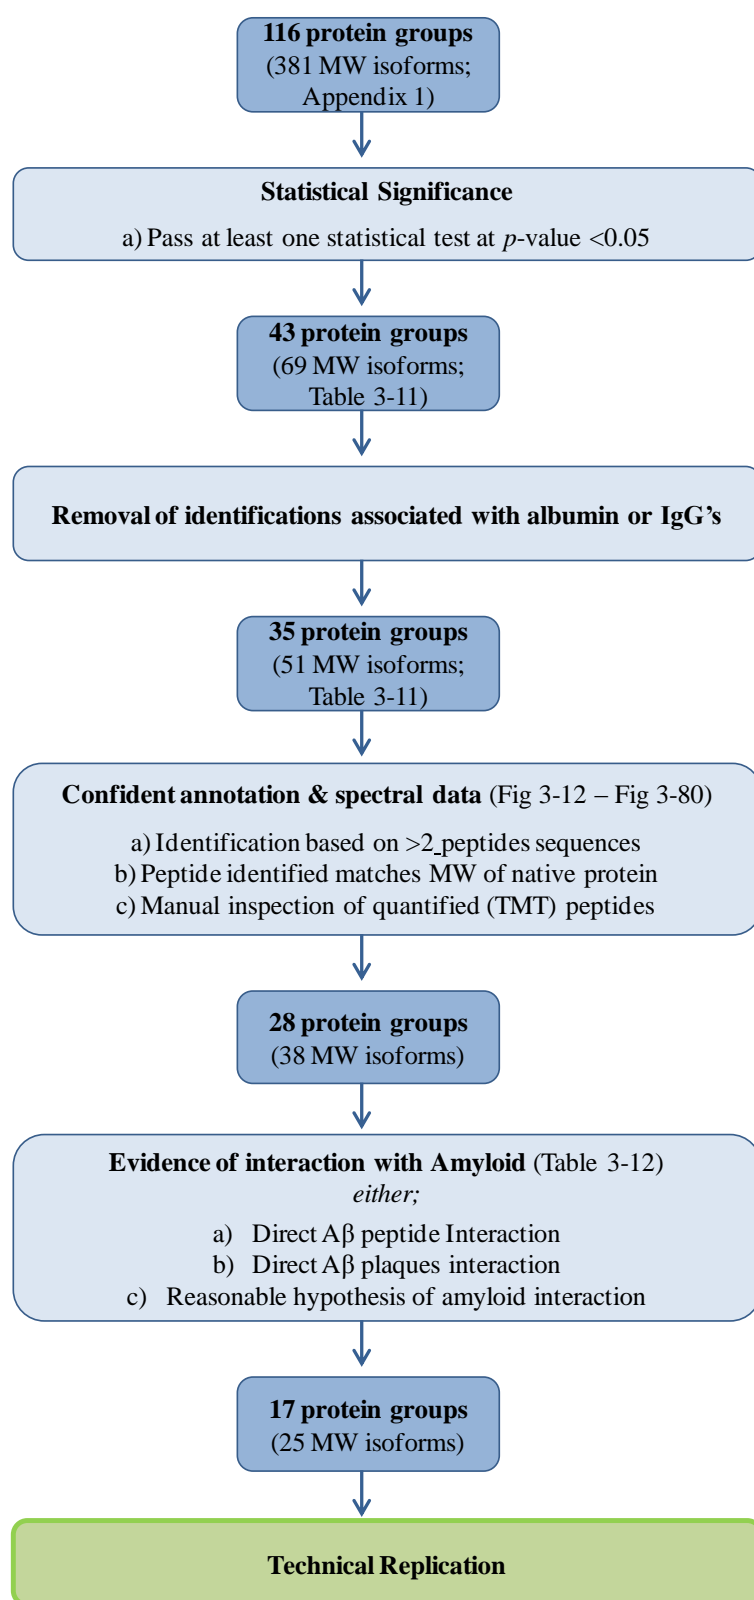 116 protein groups
(381 MW isoforms;
Appendix 1)
Statistical Significance
a) Pass at least one statistical test at p-value <0.05
43 protein groups
(69 MW isoforms;
Table 3-11)
Removal of identifications associated with albumin or IgG’s
35 protein groups
(51 MW isoforms;
Table 3-11)
Confident annotation & spectral data (Fig 3-12 – Fig 3-80)
a) Identification based on >2 peptides sequences
b) Peptide identified matches MW of native protein
c) Manual inspection of quantified (TMT) peptides
28 protein groups
(38 MW isoforms)
Evidence of interaction with Amyloid (Table 3-12)
either;
a) Direct Aβ peptide Interaction
b) Direct Aβ plaques interaction
c) Reasonable hypothesis of amyloid interaction
17 protein groups
(25 MW isoforms)
Technical Replication